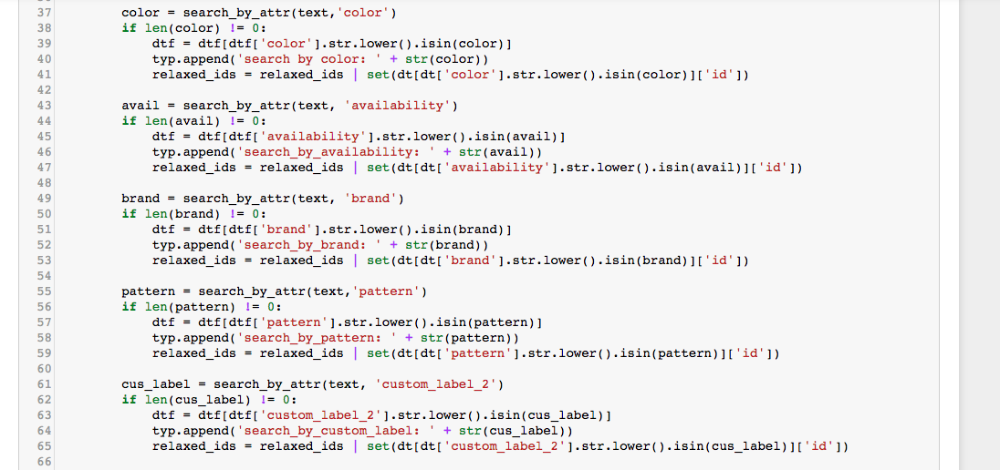 37 color = search_by_attr(text,'color')
38 if len(color) != 0:
39 dtf = dtf[dtf['color'].str.lower().isin(color)]
40 typ.append('search by color: ' + str(color))
41 relaxed_ids = relaxed_ids | set(dt[dt['color'].str.lower().isin(color)]['id'])
42
43 avail = search_by_attr(text, 'availability')
44 if len(avail) != 0:
45 dtf = dtf[dtf['availability'].str.lower().isin(avail)]
46 typ.append('search_by_availability: ' + str(avail))
47 relaxed_ids = relaxed_ids | set(dt[dt['availability'].str.lower().isin(avail)]['id'])
48
49 brand = search_by_attr(text, 'brand')
50 if len(brand) != 0:
51 dtf = dtf[dtf['brand'].str.lower().isin(brand)]
52 typ.append('search_by_brand: ' + str(brand))
53 relaxed_ids = relaxed_ids | set(dt[dt['brand'].str.lower().isin(brand)]['id'])
54
55 pattern = search_by_attr(text,'pattern')
56 if len(pattern) != 0:
57 dtf = dtf[dtf['pattern'].str.lower().isin(pattern)]
58 typ.append('search_by_pattern: ' + str(pattern))
59 relaxed_ids = relaxed_ids | set(dt[dt['pattern'].str.lower().isin(pattern)]['id'])
60
61 cus_label = search_by_attr(text, 'custom_label_2')
62 if len(cus_label) != 0:
63 dtf = dtf[dtf['custom_label_2'].str.lower().isin(cus_label)]
64 typ.append('search_by_custom_label: ' + str(cus_label))
65 relaxed_ids = relaxed_ids | set(dt[dt['custom_label_2'].str.lower().isin(cus_label)]['id'])
66